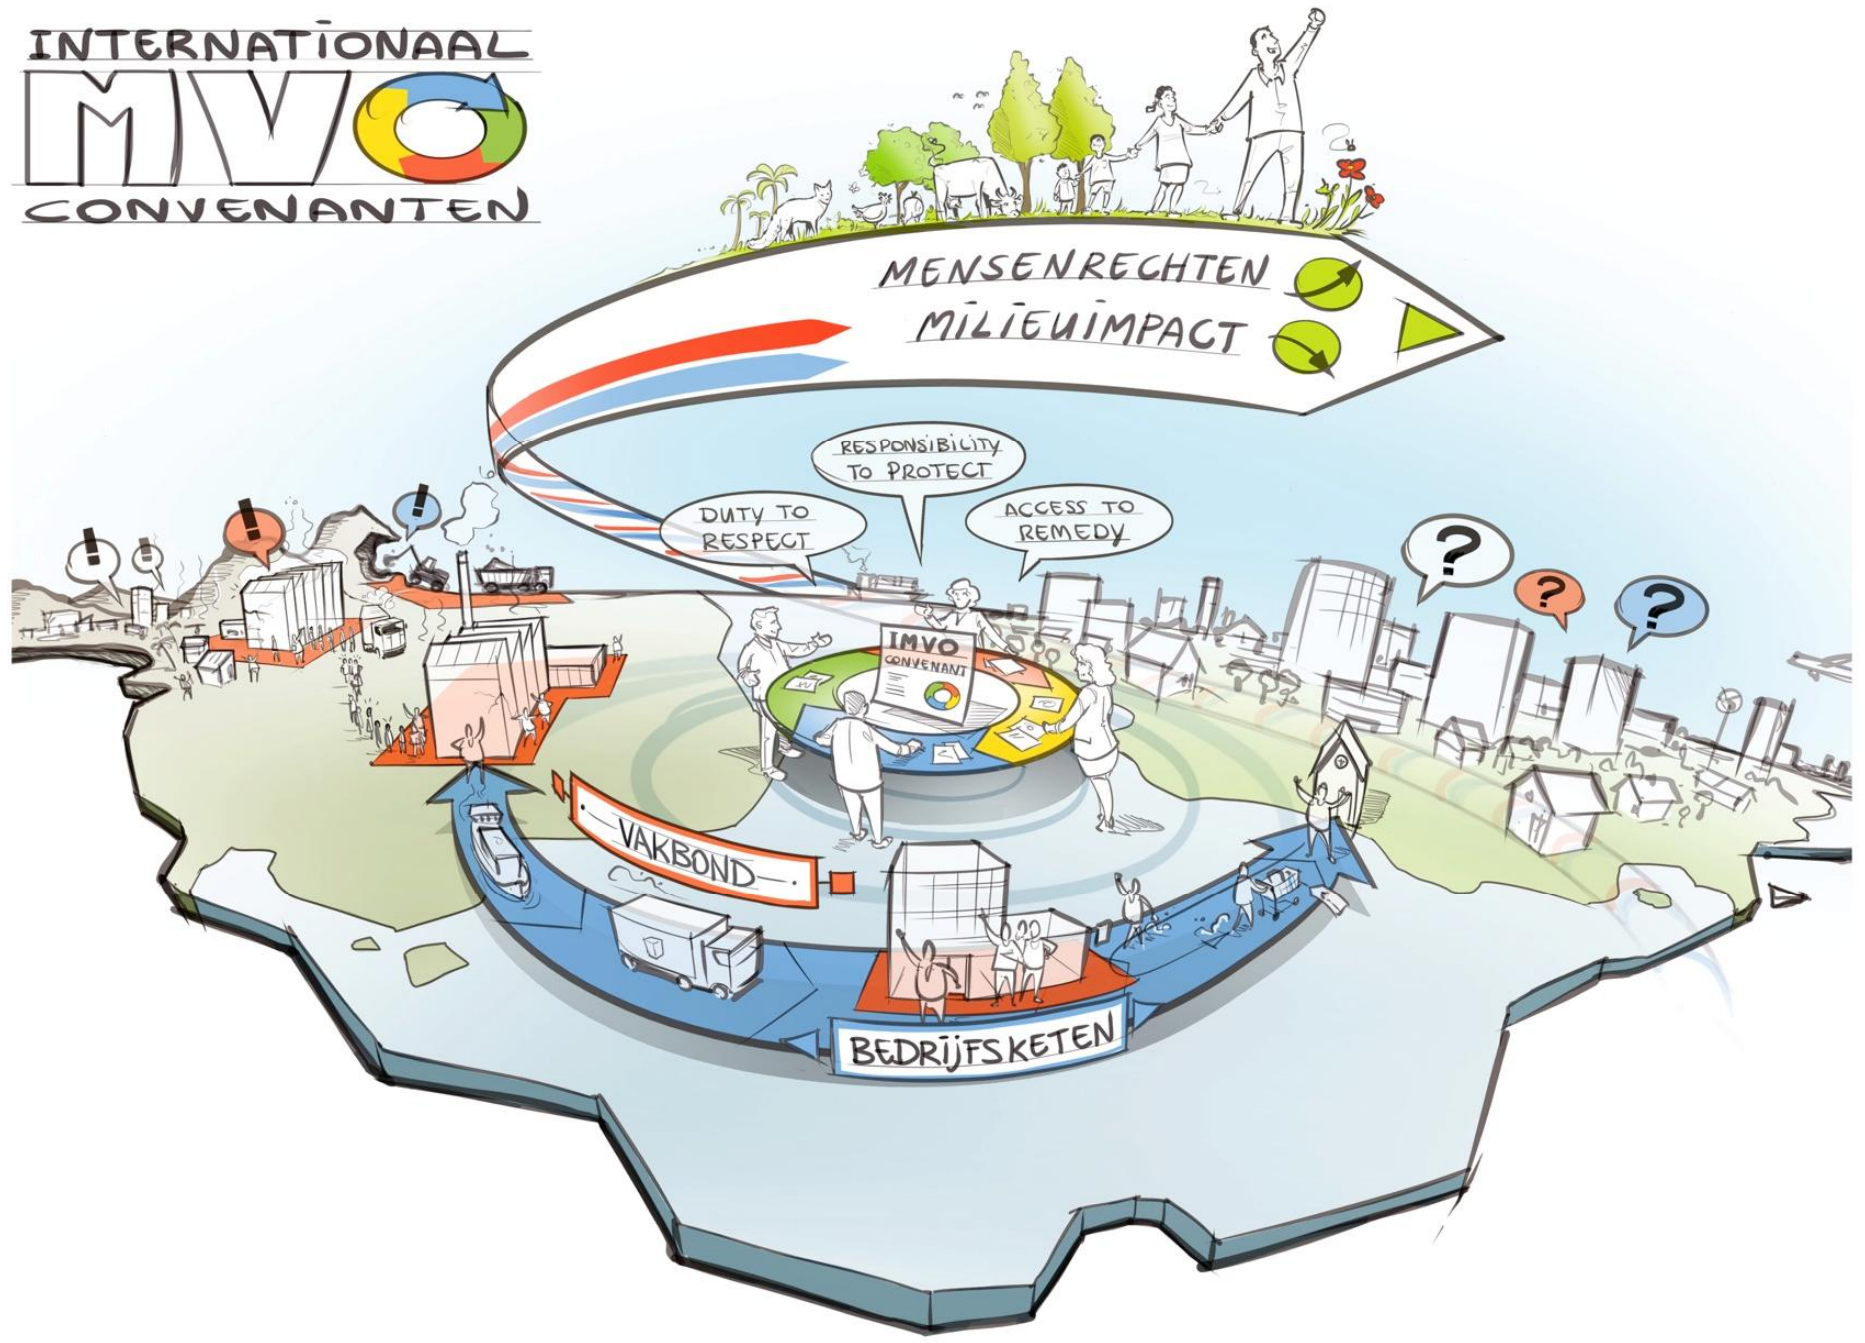 INTERNATIONAAL
MVO
CONVENANTEN
MENSENRECHTEN
MILIEUIMPACT
RESPONSIBILITY
TO PROTECT
DUTY TO
RESPECT
ACCESS TO
REMEDY
!
!
!
!
?
?
?
IMVO
CONVENANT
VAKBOND
BEDRIJFSKETEN